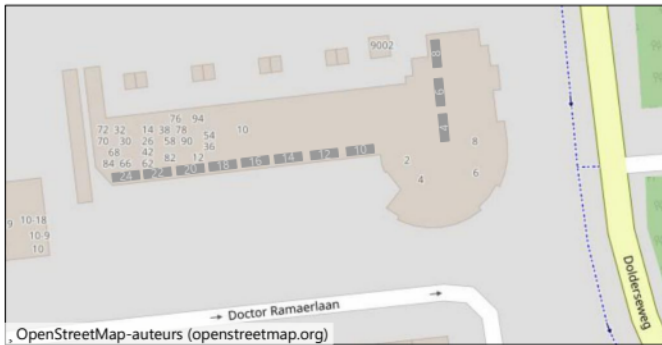 9002
8
6
4
76 94
72 32 14 38 78 10
70 30 26 58 90 54
68 42 36
84 66 62 82 12
24 22 20 18 16 14 12 10
2
4
8
6
9 10-18
10-9
10
Doctor Ramaerlaan
Dolderseweg
, OpenStreetMap-auteurs (openstreetmap.org)